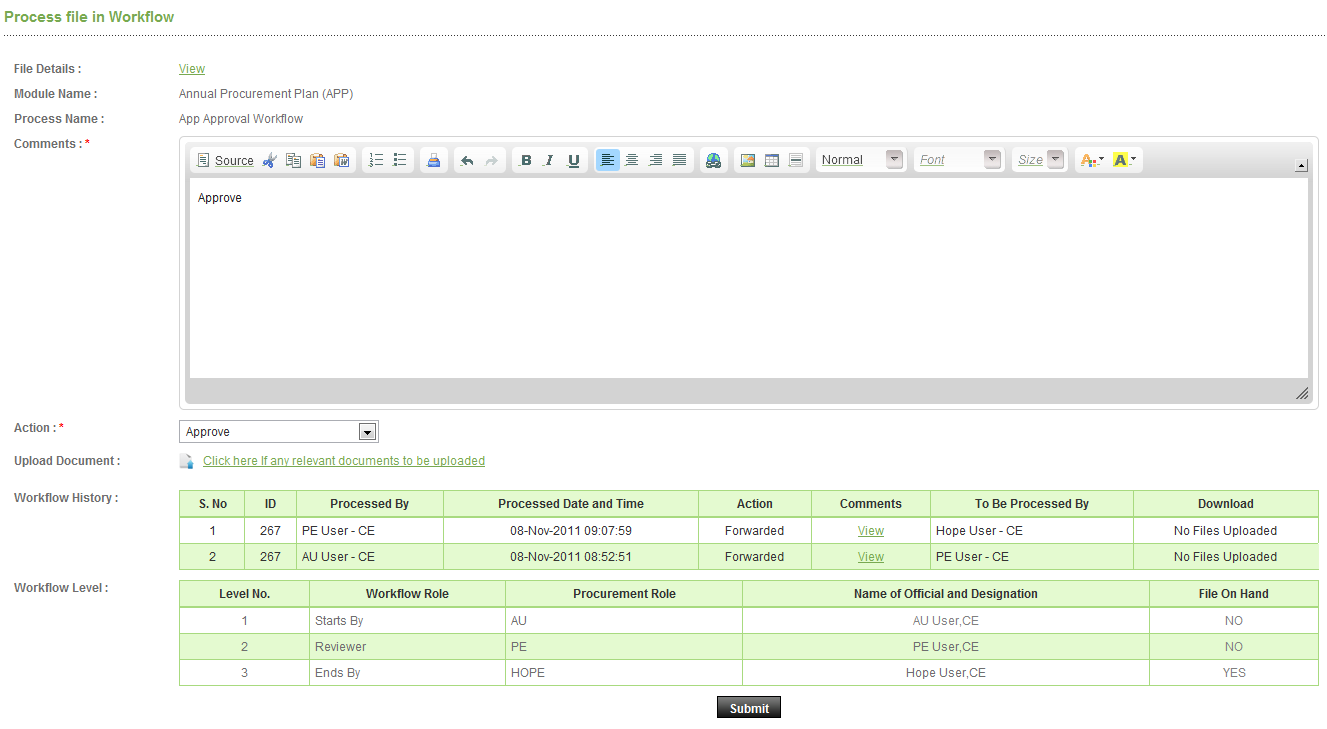 Process file in Workflow
File Details : View
Module Name : Annual Procurement Plan (APP)
Process Name : App Approval Workflow
Comments : *
Source B I U Normal Font Size A A
Approve
Action : * Approve
Upload Document : Click here If any relevant documents to be uploaded
Workflow History : S. No ID Processed By Processed Date and Time Action Comments To Be Processed By Download
1 267 PE User - CE 08-Nov-2011 09:07:59 Forwarded View Hope User - CE No Files Uploaded
2 267 AU User - CE 08-Nov-2011 08:52:51 Forwarded View PE User - CE No Files Uploaded
Workflow Level : Level No. Workflow Role Procurement Role Name of Official and Designation File On Hand
1 Starts By AU AU User,CE NO
2 Reviewer PE PE User,CE NO
3 Ends By HOPE Hope User,CE YES
Submit